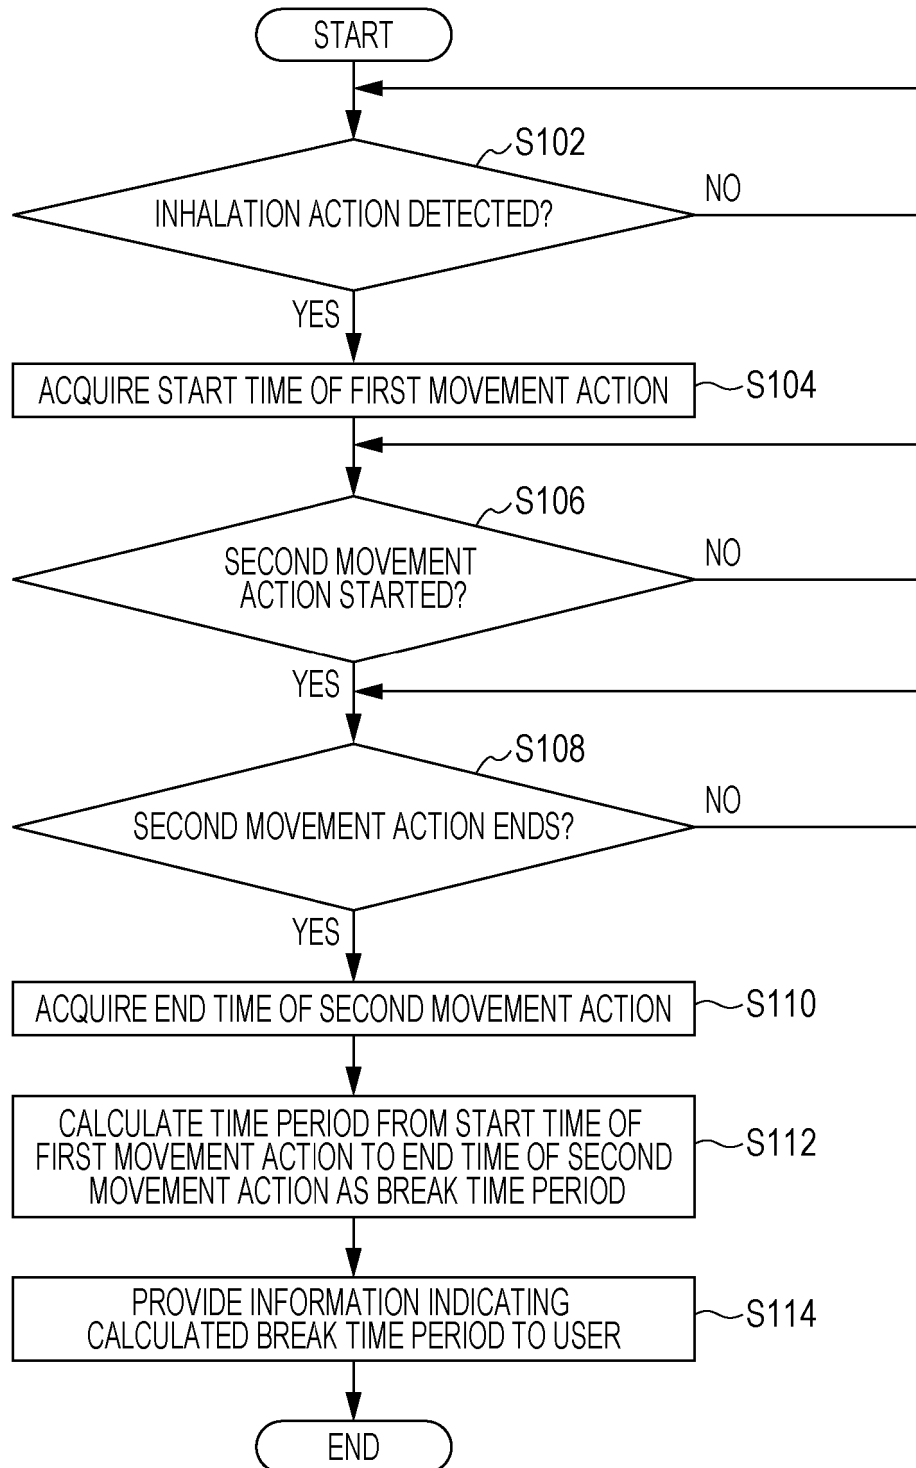 START
S102
INHALATION ACTION DETECTED?
NO
YES
ACQUIRE START TIME OF FIRST MOVEMENT ACTION
S104
S106
SECOND MOVEMENT
ACTION STARTED?
NO
YES
S108
SECOND MOVEMENT ACTION ENDS?
NO
YES
ACQUIRE END TIME OF SECOND MOVEMENT ACTION
S110
CALCULATE TIME PERIOD FROM START TIME OF
FIRST MOVEMENT ACTION TO END TIME OF SECOND
MOVEMENT ACTION AS BREAK TIME PERIOD
S112
PROVIDE INFORMATION INDICATING
CALCULATED BREAK TIME PERIOD TO USER
S114
END